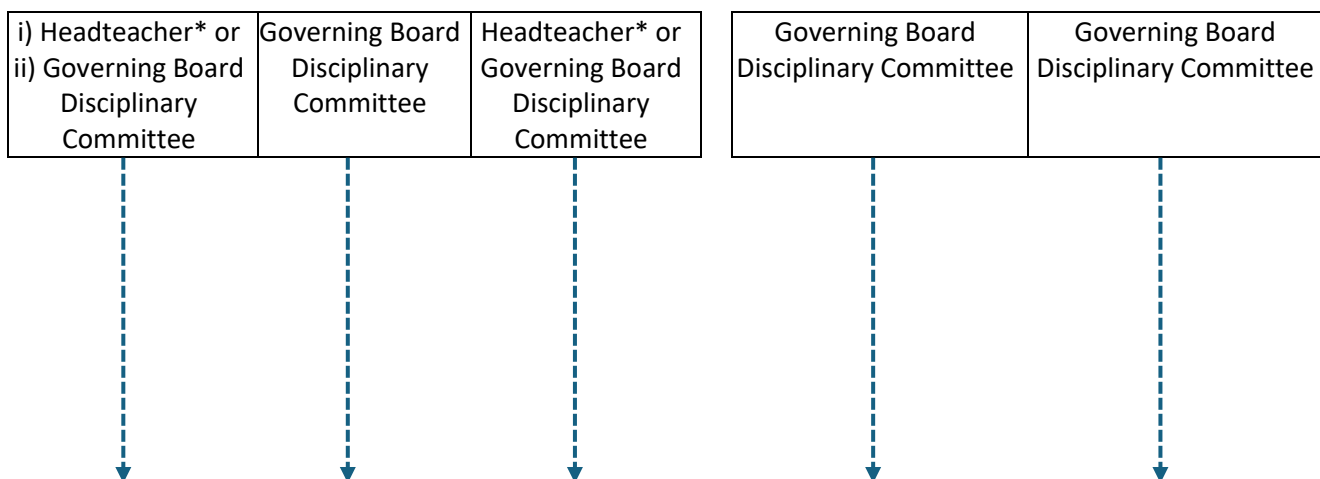 i) Headteacher* or
ii) Governing Board
Disciplinary
Committee
Governing Board
Disciplinary
Committee
Headteacher* or
Governing Board
Disciplinary
Committee
Governing Board
Disciplinary Committee
Governing Board
Disciplinary Committee